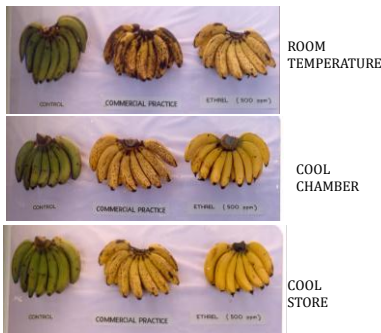 ROOM
TEMPERATURE
CONTROL
COMMERCIAL PRACTICE
ETHREL (500 ppm)
COOL
CHAMBER
CONTROL
COMMERCIAL PRACTICE
ETHREL (500 ppm)
COOL
STORE
CONTROL
COMMERCIAL PRACTICE
ETHREL (500 ppm)